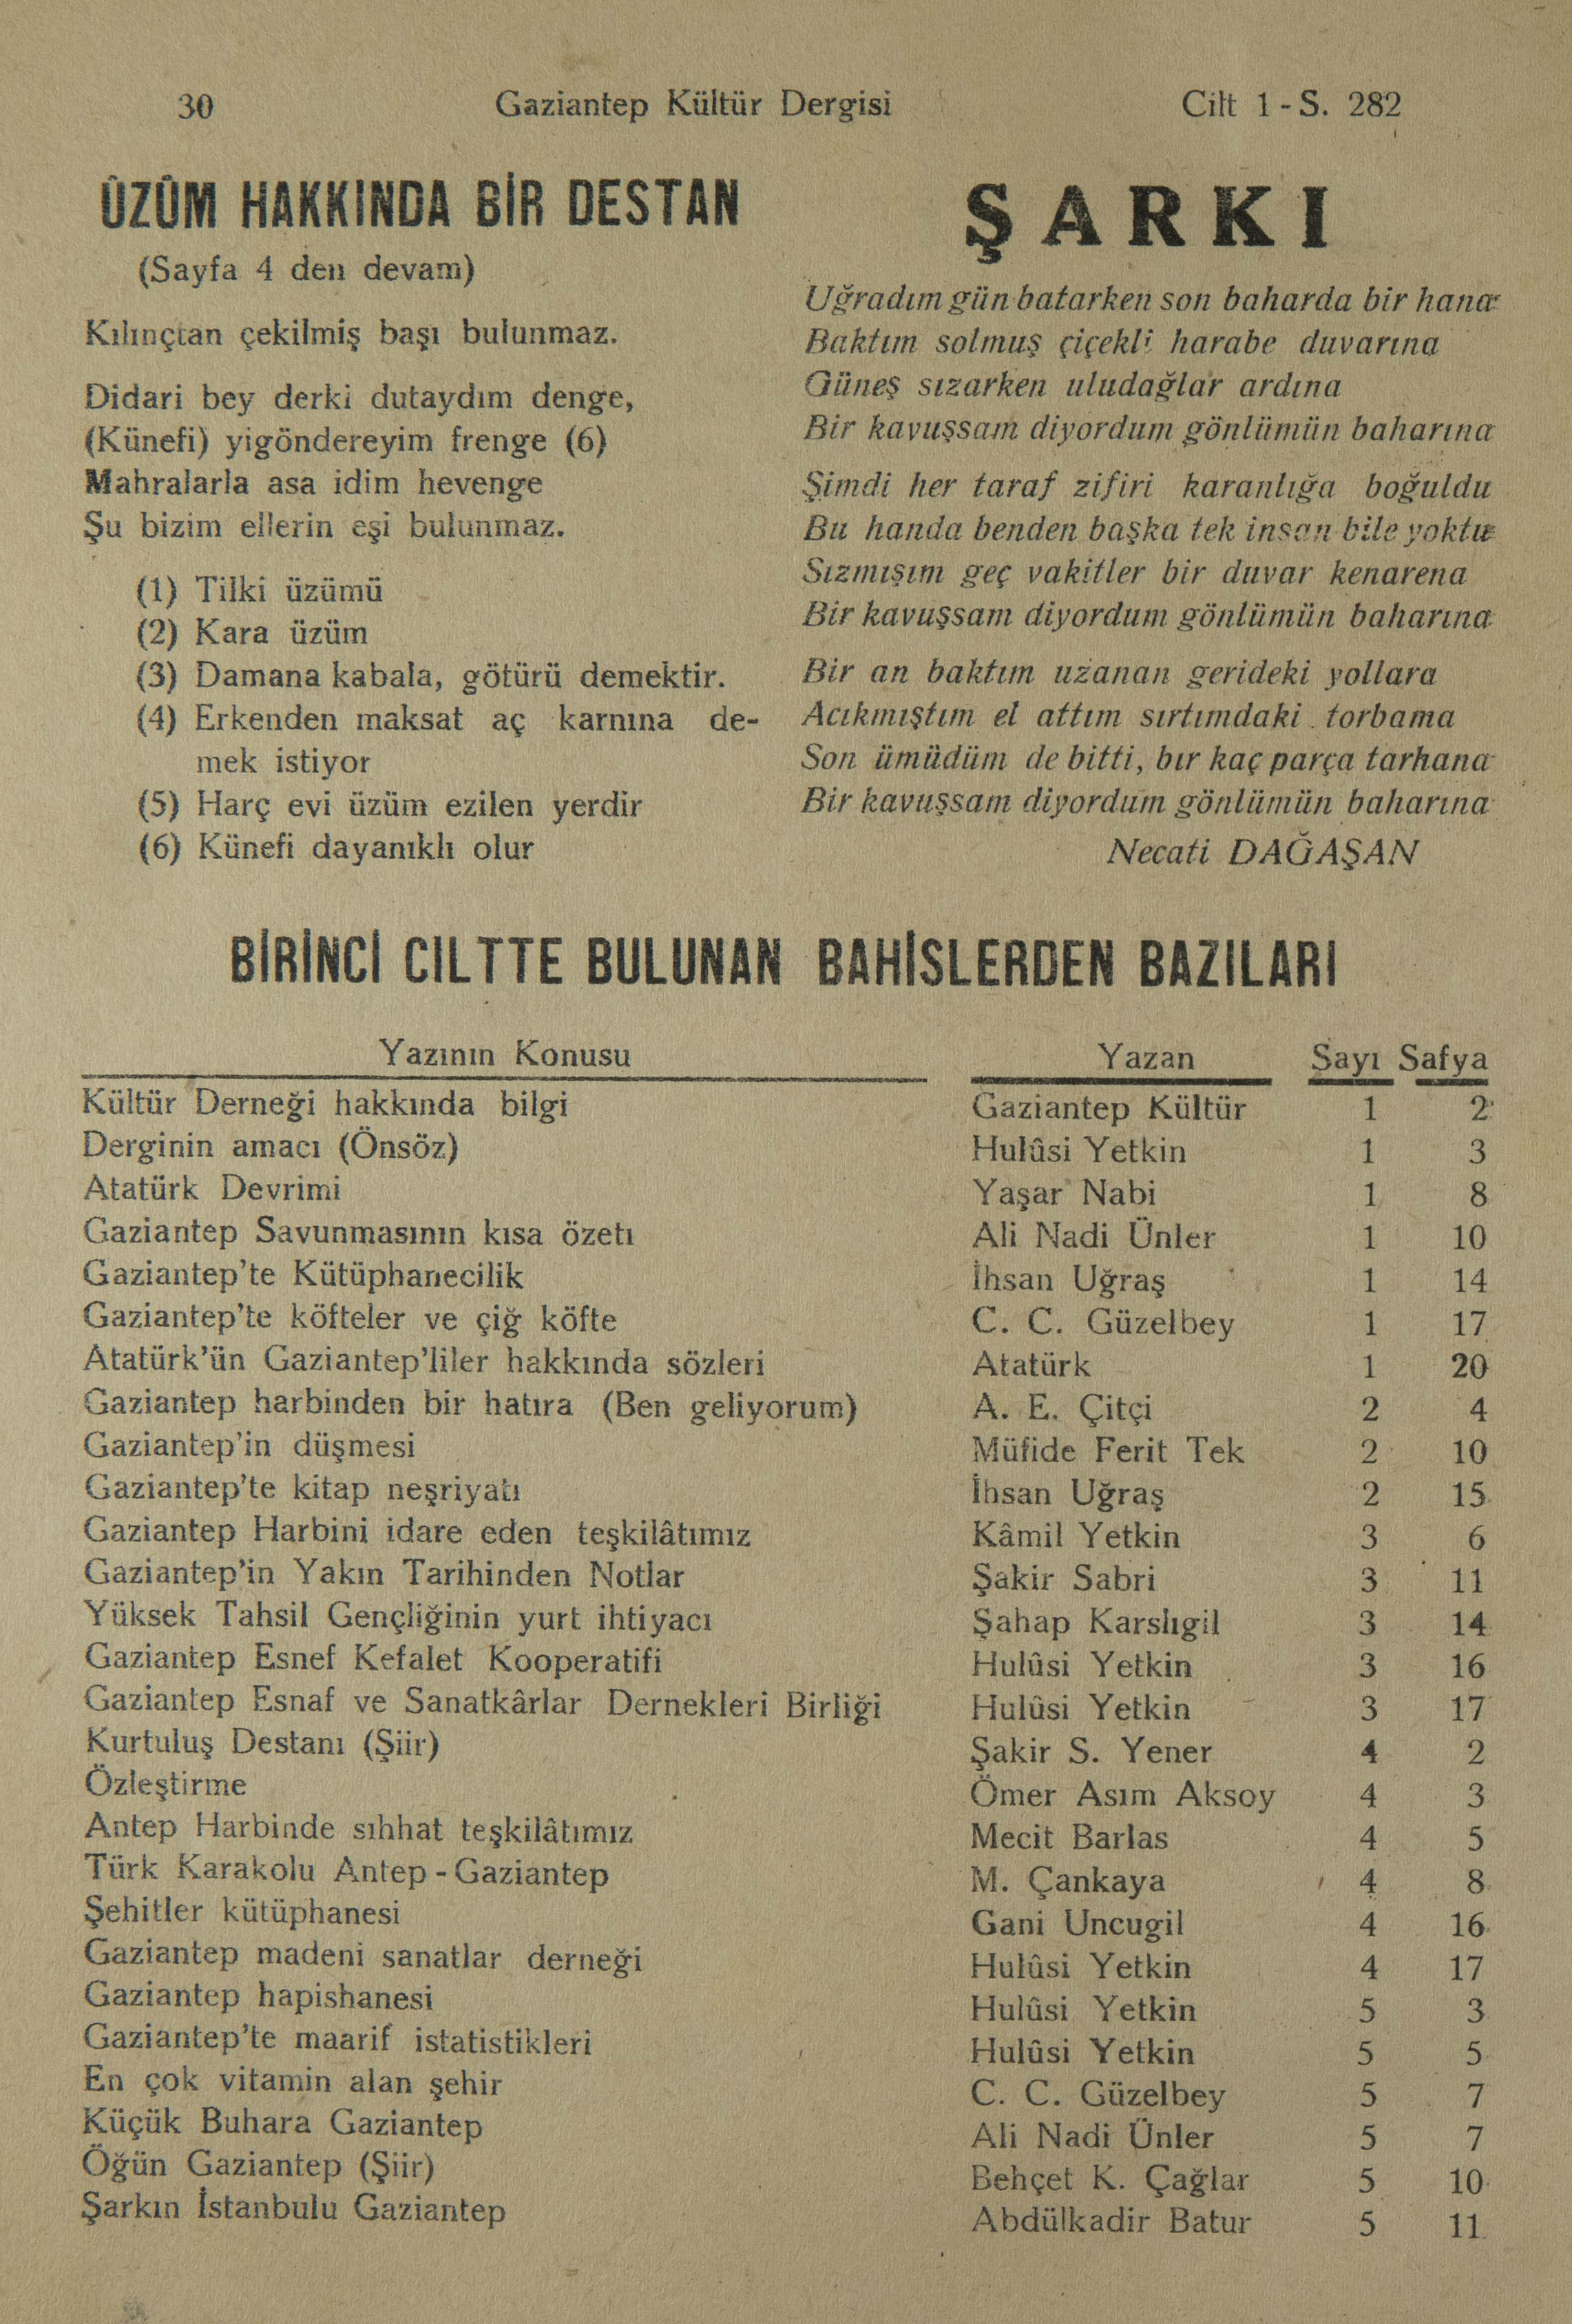 30 Gaziantep Kültür Dergisi Cilt 1 - S. 282
ÜZÜM HAKKINDA BİR DESTAN
(Sayfa 4 den devam)
Kılınçtan çekilmiş başı bulunmaz.
Didari bey derki dutaydım denge,
(Künefi) yigöndereyim frenge (6)
Mahralarla asa idim hevenge
Şu bizim ellerin eşi bulunmaz.
(1) Tilki üzümü
(2) Kara üzüm
(3) Damana kabala, götürü demektir.
(4) Erkenden maksat aç karnına de-
mek istiyor
(5) Harç evi üzüm ezilen yerdir
(6) Künefi dayanıklı olur
ŞARKI
Uğradım gün batarken son baharda bir hana
Baktım solmuş çiçekli harabe duvarına
Güneş sızarken uludağlar ardına
Bir kavuşsam diyordum gönlümün baharına
Şimdi her taraf zifiri karanlığa boğuldu
Bu handa benden başka tek insan bile yoktu
Sızmışım geç vakitler bir duvar kenarena
Bir kavuşsam diyordum gönlümün baharına
Bir an baktım uzanan gerideki yollara
Acıkmıştım el attım sırtımdaki torbama
Son ümüdüm de bitti, bır kaç parça tarhana
Bir kavuşsam diyordum gönlümün baharına
Necati DAĞAŞAN
BİRİNCİ CILTTE BULUNAN BAHİSLERDEN BAZILARI
Yazının Konusu Yazan Sayı Safya
Kültür Derneği hakkında bilgi Gaziantep Kültür 1 2
Derginin amacı (Önsöz) Hulûsi Yetkin 1 3
Atatürk Devrimi Yaşar Nabi 1 8
Gaziantep Savunmasının kısa özetı Ali Nadi Ünler 1 10
Gaziantep'te Kütüphanecilik İhsan Uğraş 1 14
Gaziantep'te köfteler ve çiğ köfte C. C. Güzelbey 1 17
Atatürk'ün Gaziantep'liler hakkında sözleri Atatürk 1 20
Gaziantep harbinden bir hatıra (Ben geliyorum) A. E. Çitçi 2 4
Gaziantep'in düşmesi Müfide Ferit Tek 2 10
Gaziantep'te kitap neşriyatı İhsan Uğraş 2 15
Gaziantep Harbini idare eden teşkilâtımız Kâmil Yetkin 3 6
Gaziantep'in Yakın Tarihinden Notlar Şakir Sabri 3 11
Yüksek Tahsil Gençliğinin yurt ihtiyacı Şahap Karslıgil 3 14
Gaziantep Esnef Kefalet Kooperatifi Hulûsi Yetkin 3 16
Gaziantep Esnaf ve Sanatkârlar Dernekleri Birliği Hulûsi Yetkin 3 17
Kurtuluş Destanı (Şiir) Şakir S. Yener 4 2
Özleştirme Ömer Asım Aksoy 4 3
Antep Harbinde sıhhat teşkilâtımız Mecit Barlas 4 5
Türk Karakolu Antep - Gaziantep M. Çankaya 4 8
Şehitler kütüphanesi Gani Uncugil 4 16
Gaziantep madeni sanatlar derneği Hulûsi Yetkin 4 17
Gaziantep hapishanesi Hulûsi Yetkin 5 3
Gaziantep'te maarif istatistikleri Hulûsi Yetkin 5 5
En çok vitamin alan şehir C. C. Güzelbey 5 7
Küçük Buhara Gaziantep Ali Nadi Ünler 5 7
Öğün Gaziantep (Şiir) Behçet K. Çağlar 5 10
Şarkın İstanbulu Gaziantep Abdülkadir Batur 5 11